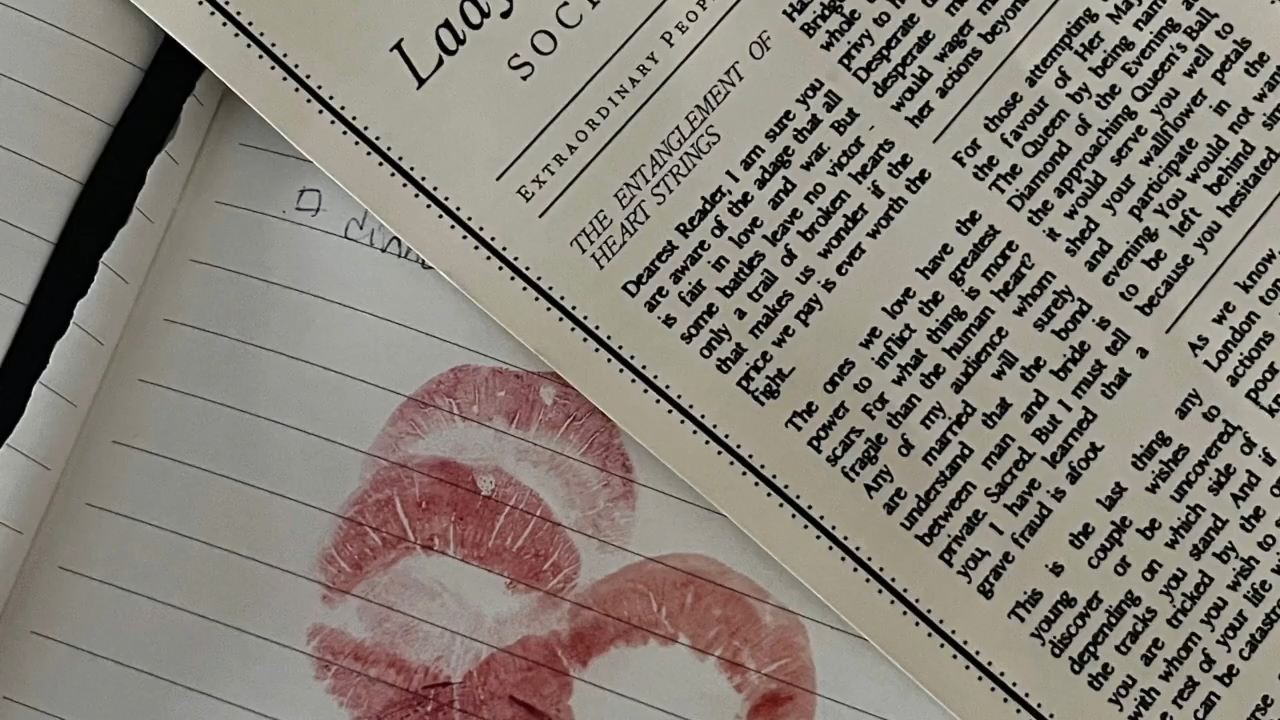 Lady
SOCI
EXTRAORDINARY PEOP
THE ENTANGLEMENT OF
HEART STRINGS
Dearest Reader, I am sure you
are aware of the adage that all
is fair in love and war. But
some battles leave no victor -
only a trail of broken hearts
that makes us wonder if the
price we pay is ever worth the
fight...
The ones we love have the
power to inflict the greatest
scars. For what thing is more
fragile than the human heart?
Any of my audience whom
are married will surely
understand that the bond
between man and bride is
private. Sacred. But I must tell
you, I have learned that a
grave fraud is afoot
This is the last thing any
young couple wishes to
discover or be uncovered,
depending on which side of
the tracks you stand. And if
you are tricked by the
with whom you wish to
rest of your life
can be catastro
Bridg
whole
privy to
Desperate
desperate
would wager
her actions beyond
For those attempting
the favour of Her Maj
The Queen by being nam
Diamond of the Evening a
the approaching Queen's Ball,
it would serve you well to
shed your wallflower petals
and participate in the
evening. You would not wan
to be left behind sim
because you hesitated
As we know
London ton
actions
poor